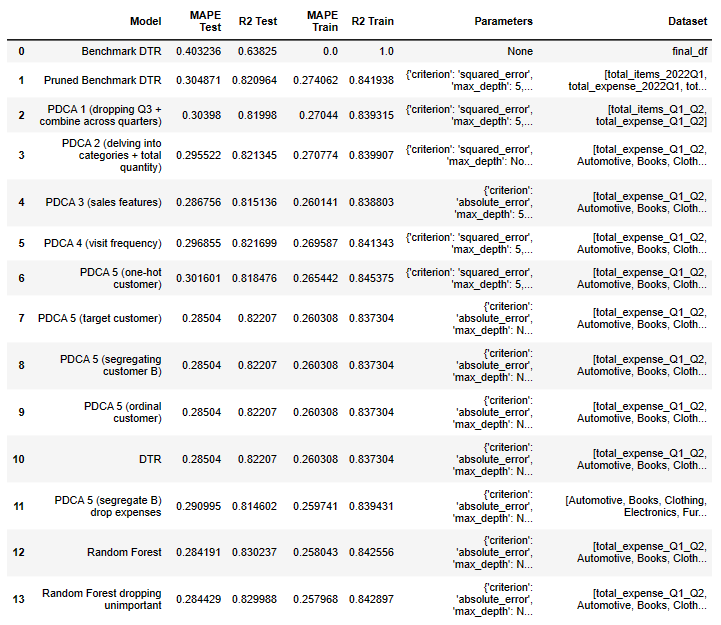 Model MAPE Test R2 Test MAPE Train R2 Train Parameters Dataset
0 Benchmark DTR 0.403236 0.63825 0.0 1.0 None final_df
1 Pruned Benchmark DTR 0.304871 0.820964 0.274062 0.841938 {'criterion': 'squared_error', 'max_depth': 5,... [total_items_2022Q1, total_expense_2022Q1, tot...
2 PDCA 1 (dropping Q3 + combine across quarters) 0.30398 0.81998 0.27044 0.839315 {'criterion': 'squared_error', 'max_depth': 5,... [total_items_Q1_Q2, total_expense_Q1_Q2]
3 PDCA 2 (delving into categories + total quantity) 0.295522 0.821345 0.270774 0.839907 {'criterion': 'squared_error', 'max_depth': No... [total_expense_Q1_Q2, Automotive, Books, Cloth...
4 PDCA 3 (sales features) 0.286756 0.815136 0.260141 0.838803 {'criterion': 'absolute_error', 'max_depth': 5... [total_expense_Q1_Q2, Automotive, Books, Cloth...
5 PDCA 4 (visit frequency) 0.296855 0.821699 0.269587 0.841343 {'criterion': 'squared_error', 'max_depth': 5,... [total_expense_Q1_Q2, Automotive, Books, Cloth...
6 PDCA 5 (one-hot customer) 0.301601 0.818476 0.265442 0.845375 {'criterion': 'squared_error', 'max_depth': 5,... [total_expense_Q1_Q2, Automotive, Books, Cloth...
7 PDCA 5 (target customer) 0.28504 0.82207 0.260308 0.837304 {'criterion': 'absolute_error', 'max_depth': N... [total_expense_Q1_Q2, Automotive, Books, Cloth...
8 PDCA 5 (segregating customer B) 0.28504 0.82207 0.260308 0.837304 {'criterion': 'absolute_error', 'max_depth': N... [total_expense_Q1_Q2, Automotive, Books, Cloth...
9 PDCA 5 (ordinal customer) 0.28504 0.82207 0.260308 0.837304 {'criterion': 'absolute_error', 'max_depth': N... [total_expense_Q1_Q2, Automotive, Books, Cloth...
10 DTR 0.28504 0.82207 0.260308 0.837304 {'criterion': 'absolute_error', 'max_depth': N... [total_expense_Q1_Q2, Automotive, Books, Cloth...
11 PDCA 5 (segregate B) drop expenses 0.290995 0.814602 0.259741 0.839431 {'criterion': 'absolute_error', 'max_depth': N... [Automotive, Books, Clothing, Electronics, Fur...
12 Random Forest 0.284191 0.830237 0.258043 0.842556 {'criterion': 'absolute_error', 'max_depth': N... [total_expense_Q1_Q2, Automotive, Books, Cloth...
13 Random Forest dropping unimportant 0.284429 0.829988 0.257968 0.842897 {'criterion': 'absolute_error', 'max_depth': N... [total_expense_Q1_Q2, Automotive, Books, Cloth...